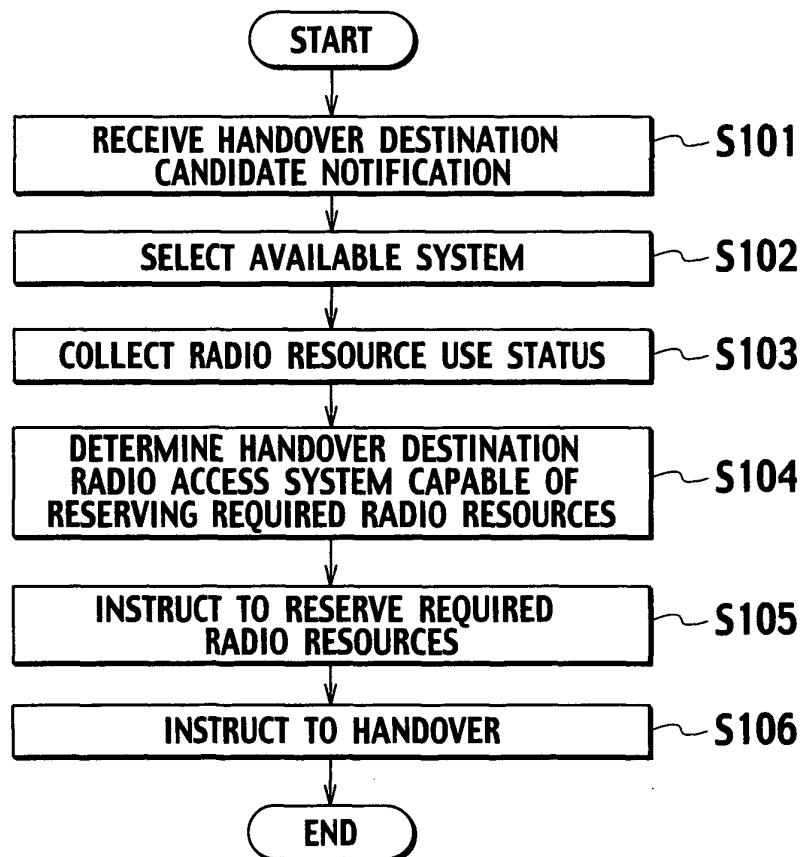 START
RECEIVE HANDOVER DESTINATION
CANDIDATE NOTIFICATION
S101
SELECT AVAILABLE SYSTEM
S102
COLLECT RADIO RESOURCE USE STATUS
S103
DETERMINE HANDOVER DESTINATION
RADIO ACCESS SYSTEM CAPABLE OF
RESERVING REQUIRED RADIO RESOURCES
S104
INSTRUCT TO RESERVE REQUIRED
RADIO RESOURCES
S105
INSTRUCT TO HANDOVER
S106
END